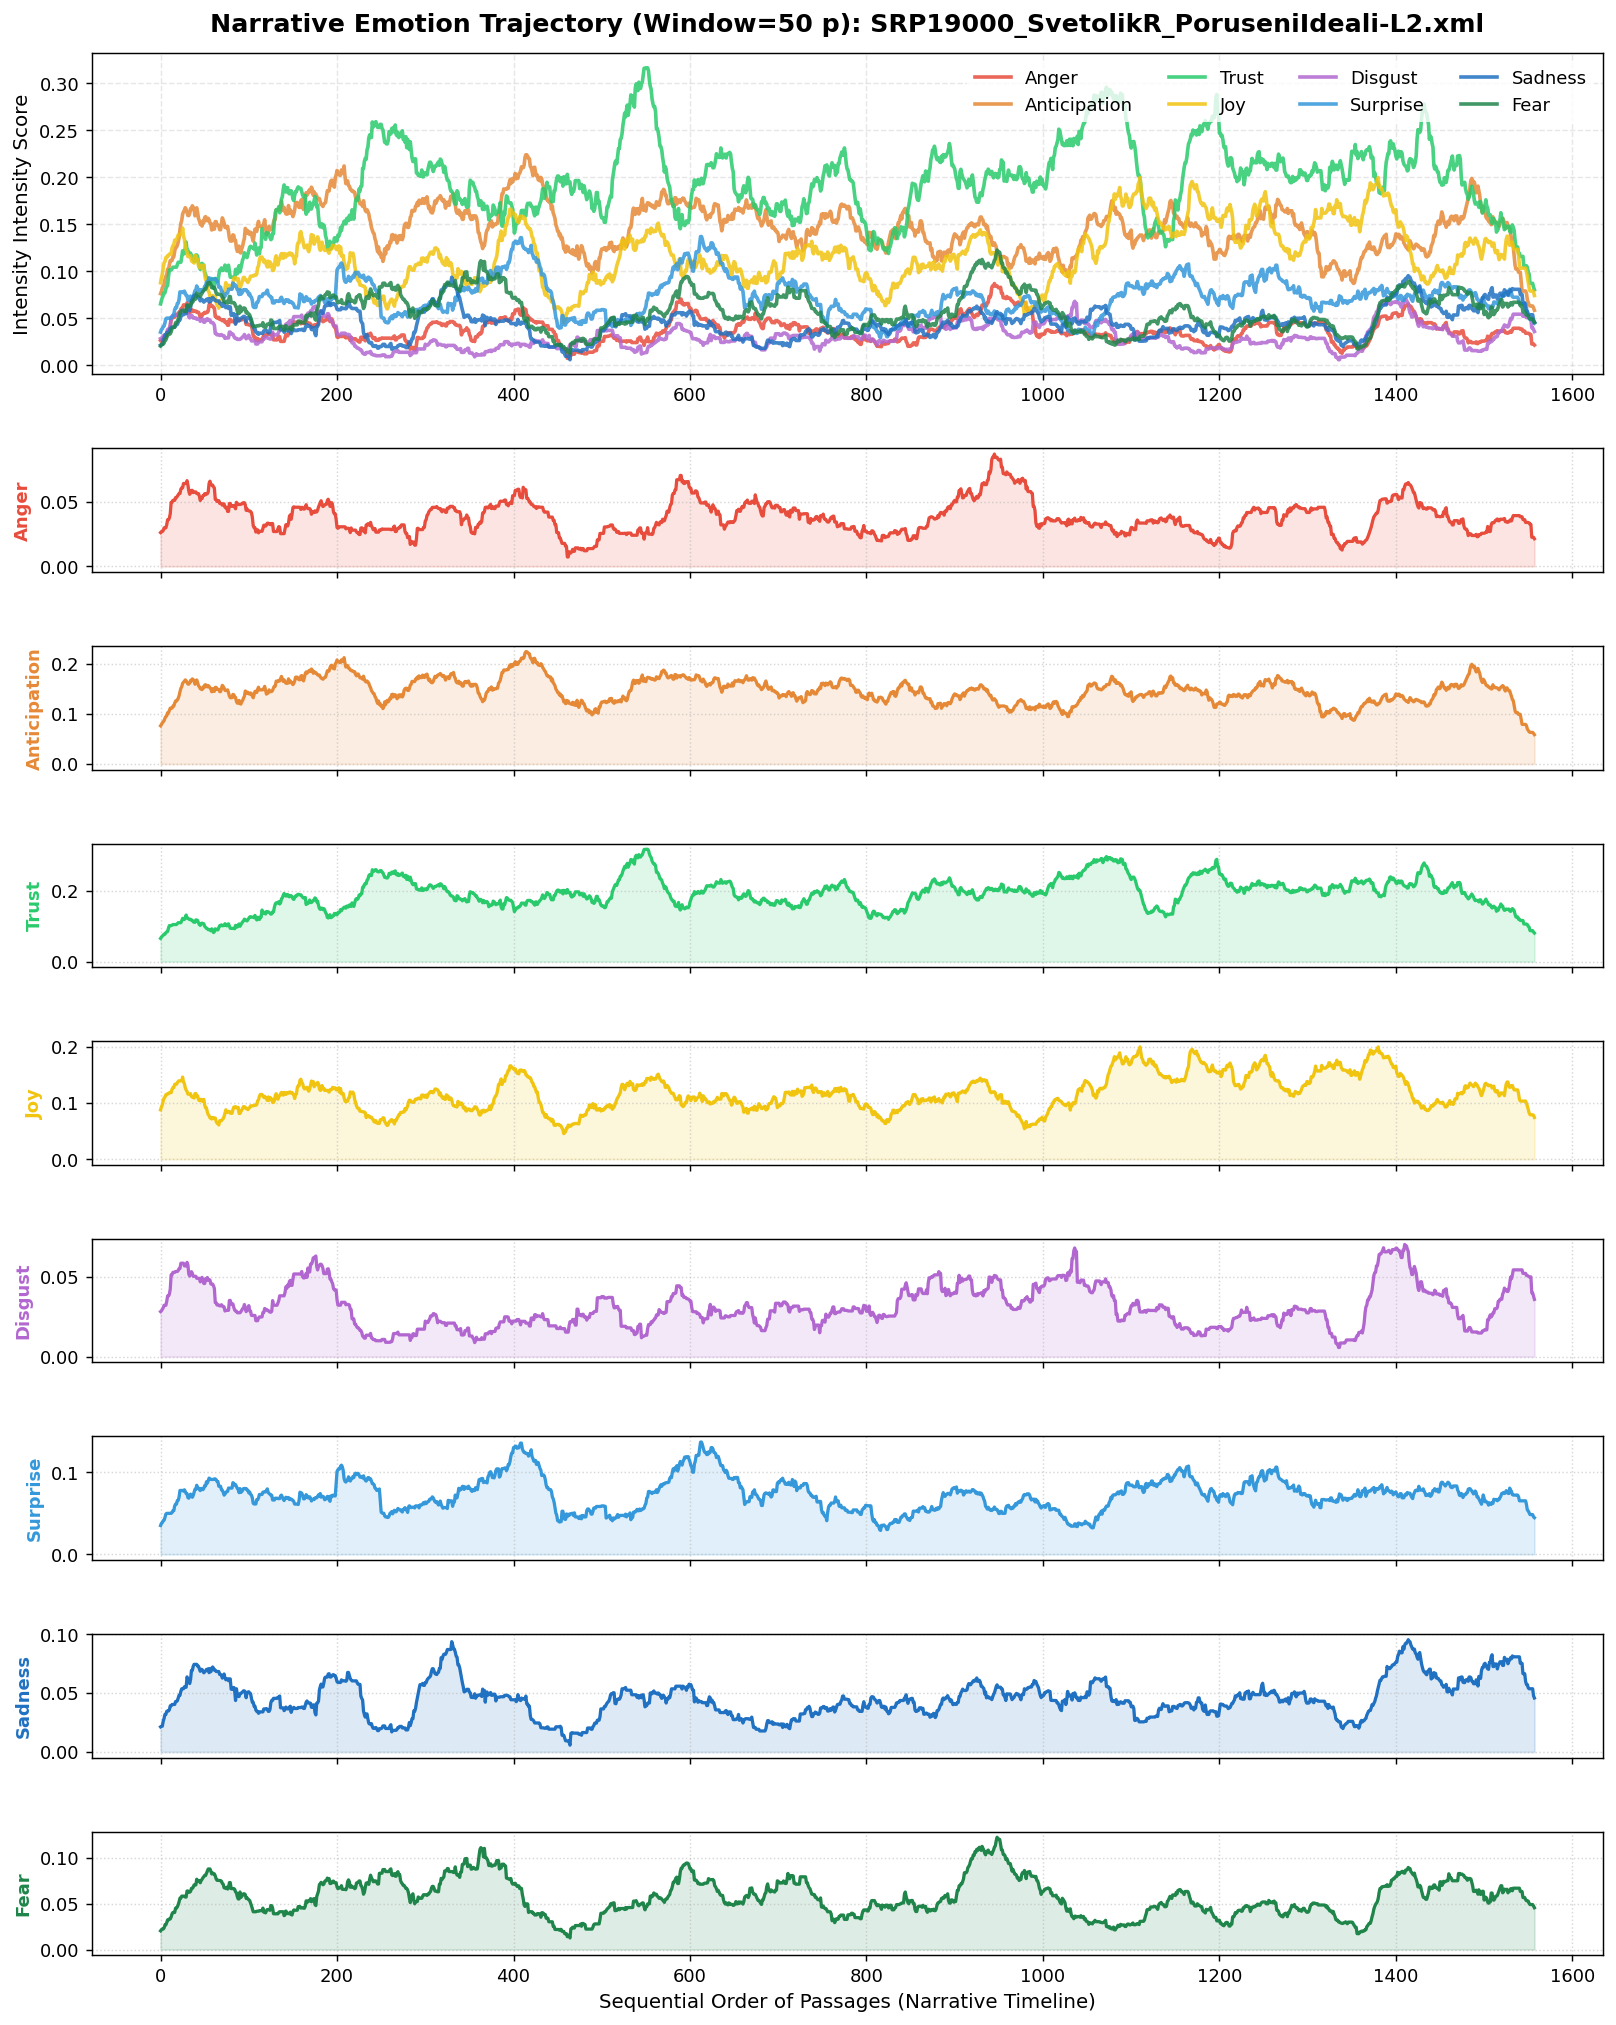 Narrative Emotion Trajectory (Window=50 p): SRP19000_SvetolikR_PoruseniIdeali-L2.xml
Intensity Intensity Score
0.30
0.25
0.20
0.15
0.10
0.05
0.00
Anger Trust Disgust Sadness
Anticipation Joy Surprise Fear
0 200 400 600 800 1000 1200 1400 1600
Anger
0.05
0.00
Anticipation
0.2
0.1
0.0
Trust
0.2
0.0
Joy
0.2
0.1
0.0
Disgust
0.05
0.00
Surprise
0.1
0.0
Sadness
0.10
0.05
0.00
Fear
0.10
0.05
0.00
0 200 400 600 800 1000 1200 1400 1600
Sequential Order of Passages (Narrative Timeline)